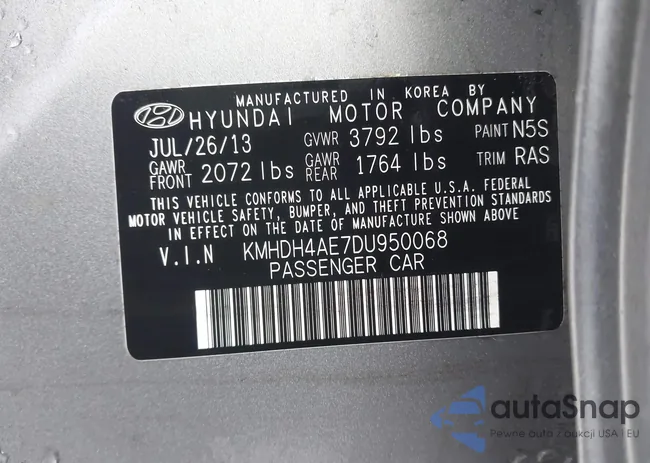 MANUFACTURED IN KOREA BY
HYUNDAI MOTOR COMPANY
JUL/26/13 GVWR 3792 lbs PAINT N5S
GAWR FRONT 2072 lbs GAWR REAR 1764 lbs TRIM RAS
THIS VEHICLE CONFORMS TO ALL APPLICABLE U.S.A. FEDERAL
MOTOR VEHICLE SAFETY, BUMPER, AND THEFT PREVENTION STANDARDS
IN EFFECT ON THE DATE OF MANUFACTURE SHOWN ABOVE
V.I.N KMHDH4AE7DU950068
PASSENGER CAR
autaSnap
Pewne auta z aukcji USA i EU